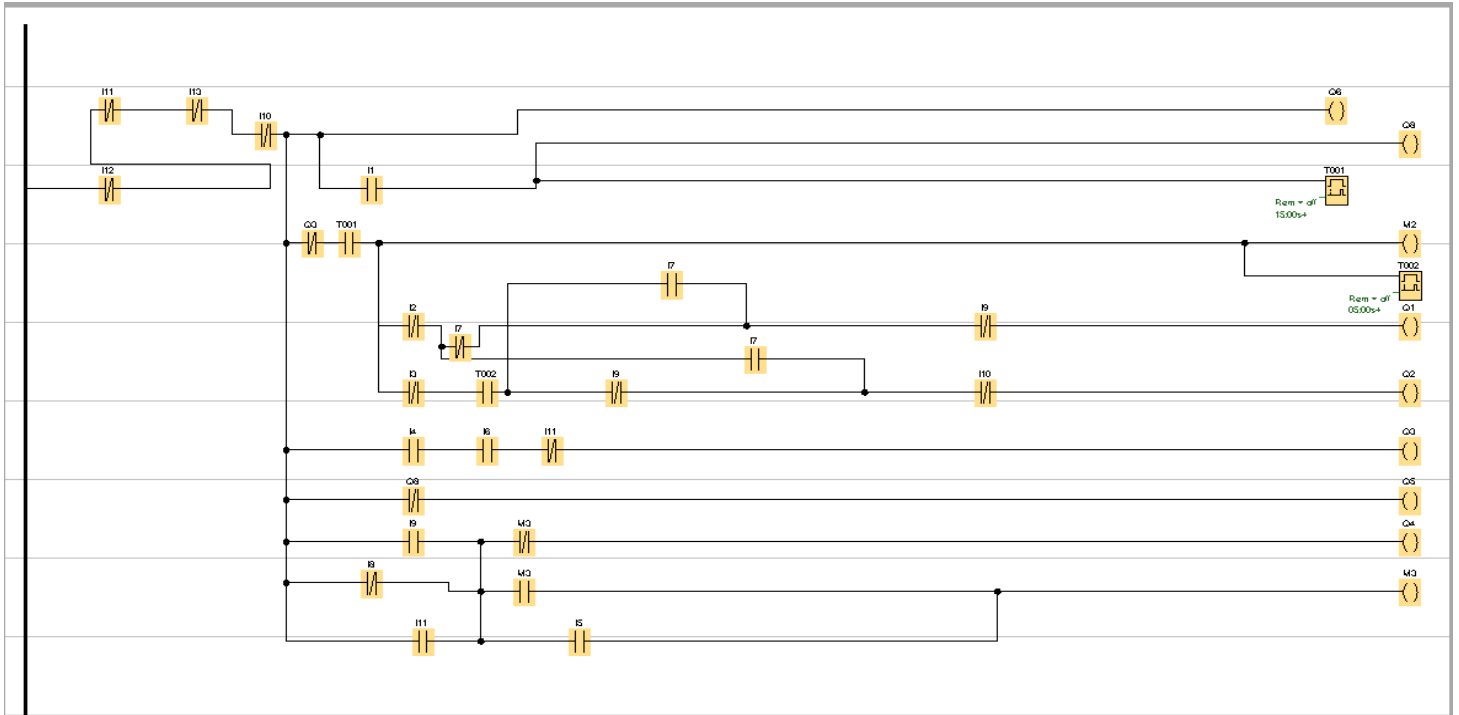 I11
I13
Q6
I10
Q8
I12
I1
T001
Rem = off
15:00s+
Q3
T001
M2
I7
T002
Rem = off
05:00s+
I2
I9
Q1
I7
I7
I3
T002
I9
I10
Q2
I4
I6
I11
Q3
Q8
Q5
I9
M3
Q4
I8
M3
M3
I11
I5